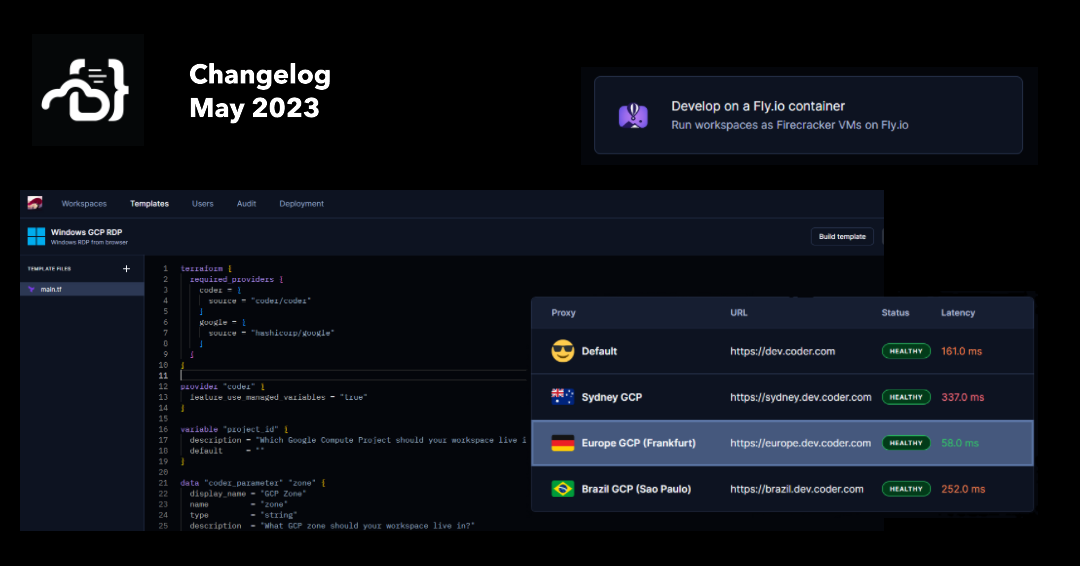 Changelog
May 2023
Develop on a Fly.io container
Run workspaces as Firecracker VMs on Fly.io
Workspaces Templates Users Audit Deployment
Windows GCP RDP
Windows RDP from browser
Build template
TEMPLATE FILES +
main.tf
1 terraform {
2 required_providers {
3 coder = {
4 source = "coder/coder"
5 }
6 google = {
7 source = "hashicorp/google"
8 }
9 }
10 }
11
12 provider "coder" {
13 feature_use_managed_variables = "true"
14 }
15
16 variable "project_id" {
17 description = "Which Google Compute Project should your workspace live i
18 default = ""
19 }
20
21 data "coder_parameter" "zone" {
22 display_name = "GCP Zone"
23 name = "zone"
24 type = "string"
25 description = "What GCP zone should your workspace live in?"
Proxy URL Status Latency
Default https://dev.coder.com HEALTHY 161.0 ms
Sydney GCP https://sydney.dev.coder.com HEALTHY 337.0 ms
Europe GCP (Frankfurt) https://europe.dev.coder.com HEALTHY 58.0 ms
Brazil GCP (Sao Paulo) https://brazil.dev.coder.com HEALTHY 252.0 ms